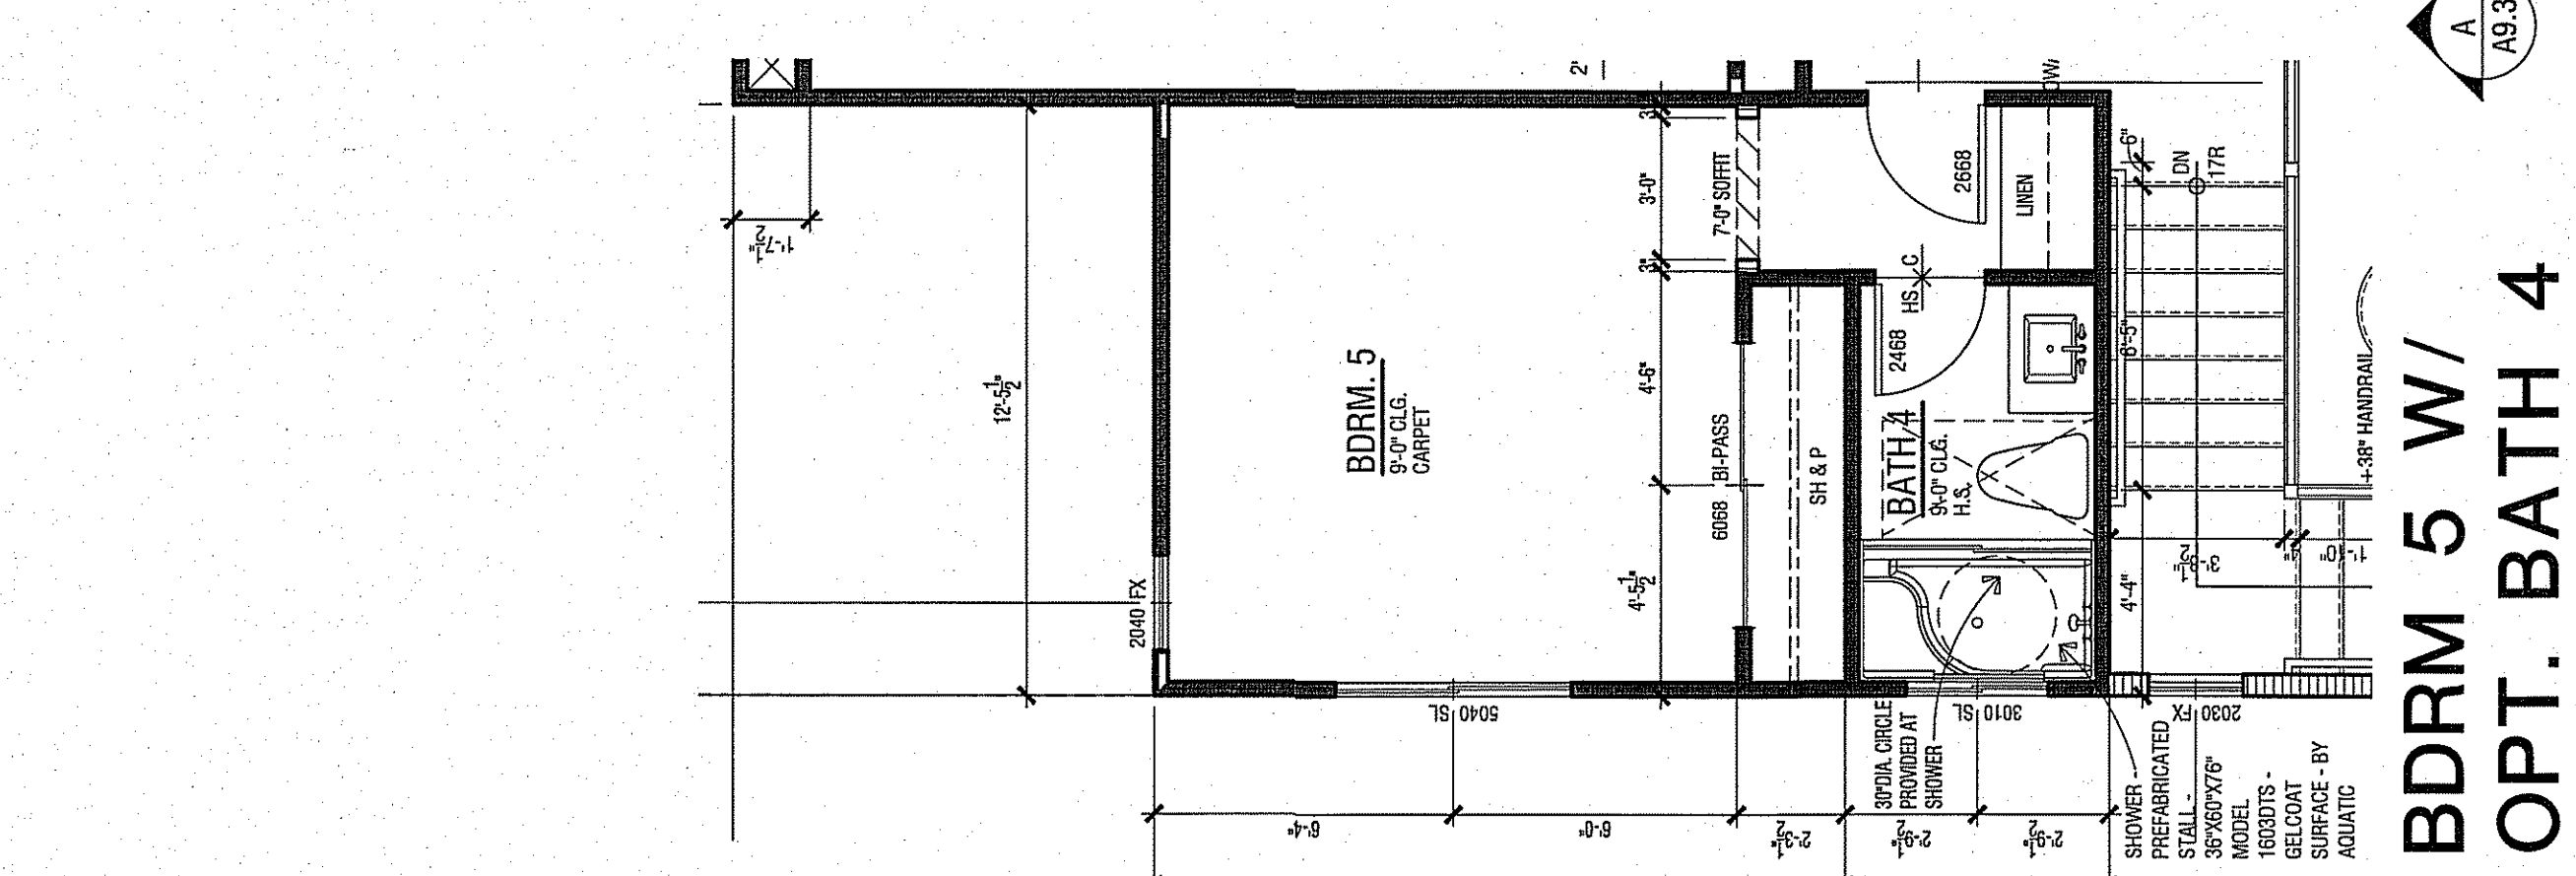 BDRM 5 W/
OPT. BATH 4
A
A9.3
BDRM. 5
9'-0" CLG.
CARPET
BATH 4
9'-0" CLG.
H.S.
2040 FX
5040 SL
3010 SL
2030 FX
6068 BI-PASS
SH & P
7'-0" SOFFIT
2668
LINEN
2468
HS
C
DN
17R
+38" HANDRAIL
30"DIA. CIRCLE
PROVIDED AT
SHOWER
SHOWER -
PREFABRICATED
STALL -
36"X60"X76"
MODEL
1603DTS -
GELCOAT
SURFACE - BY
AQUATIC
1'-7 1/2"
12'-5 1/2"
2'
3"
3'-0"
3"
4'-6"
4'-5 1/2"
6'-4"
6'-0"
2'-3 1/2"
2'-9 1/2"
2'-9 1/2"
6"
4'-4"
3'-8 1/2"
1'-10"